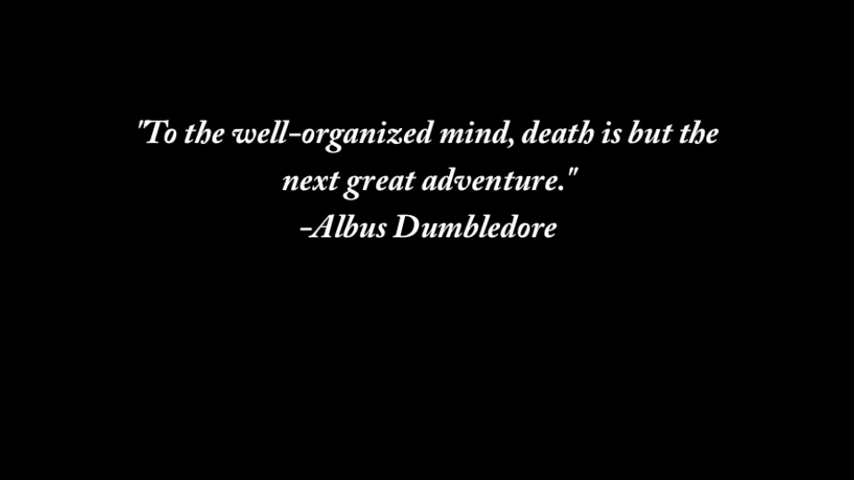 "To the well-organized mind, death is but the
next great adventure."
-Albus Dumbledore